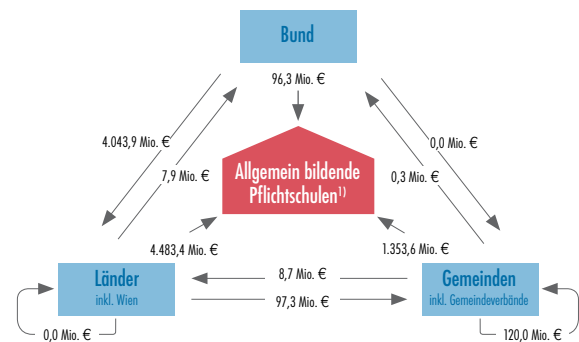 Bund
96,3 Mio. €
4.043,9 Mio. €
0,0 Mio. €
7,9 Mio. €
0,3 Mio. €
Allgemein bildende
Pflichtschulen¹⁾
4.483,4 Mio. €
1.353,6 Mio. €
Länder
inkl. Wien
8,7 Mio. €
97,3 Mio. €
Gemeinden
inkl. Gemeindeverbände
0,0 Mio. €
120,0 Mio. €